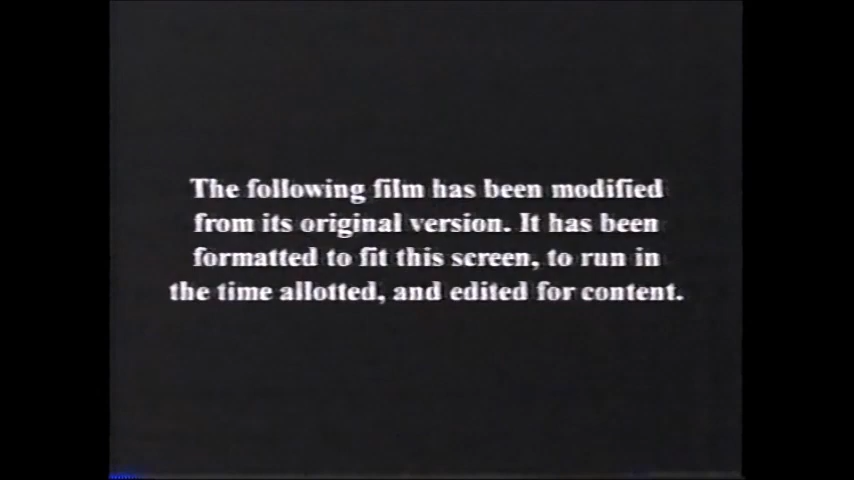 The following film has been modified
from its original version. It has been
formatted to fit this screen, to run in
the time allotted, and edited for content.